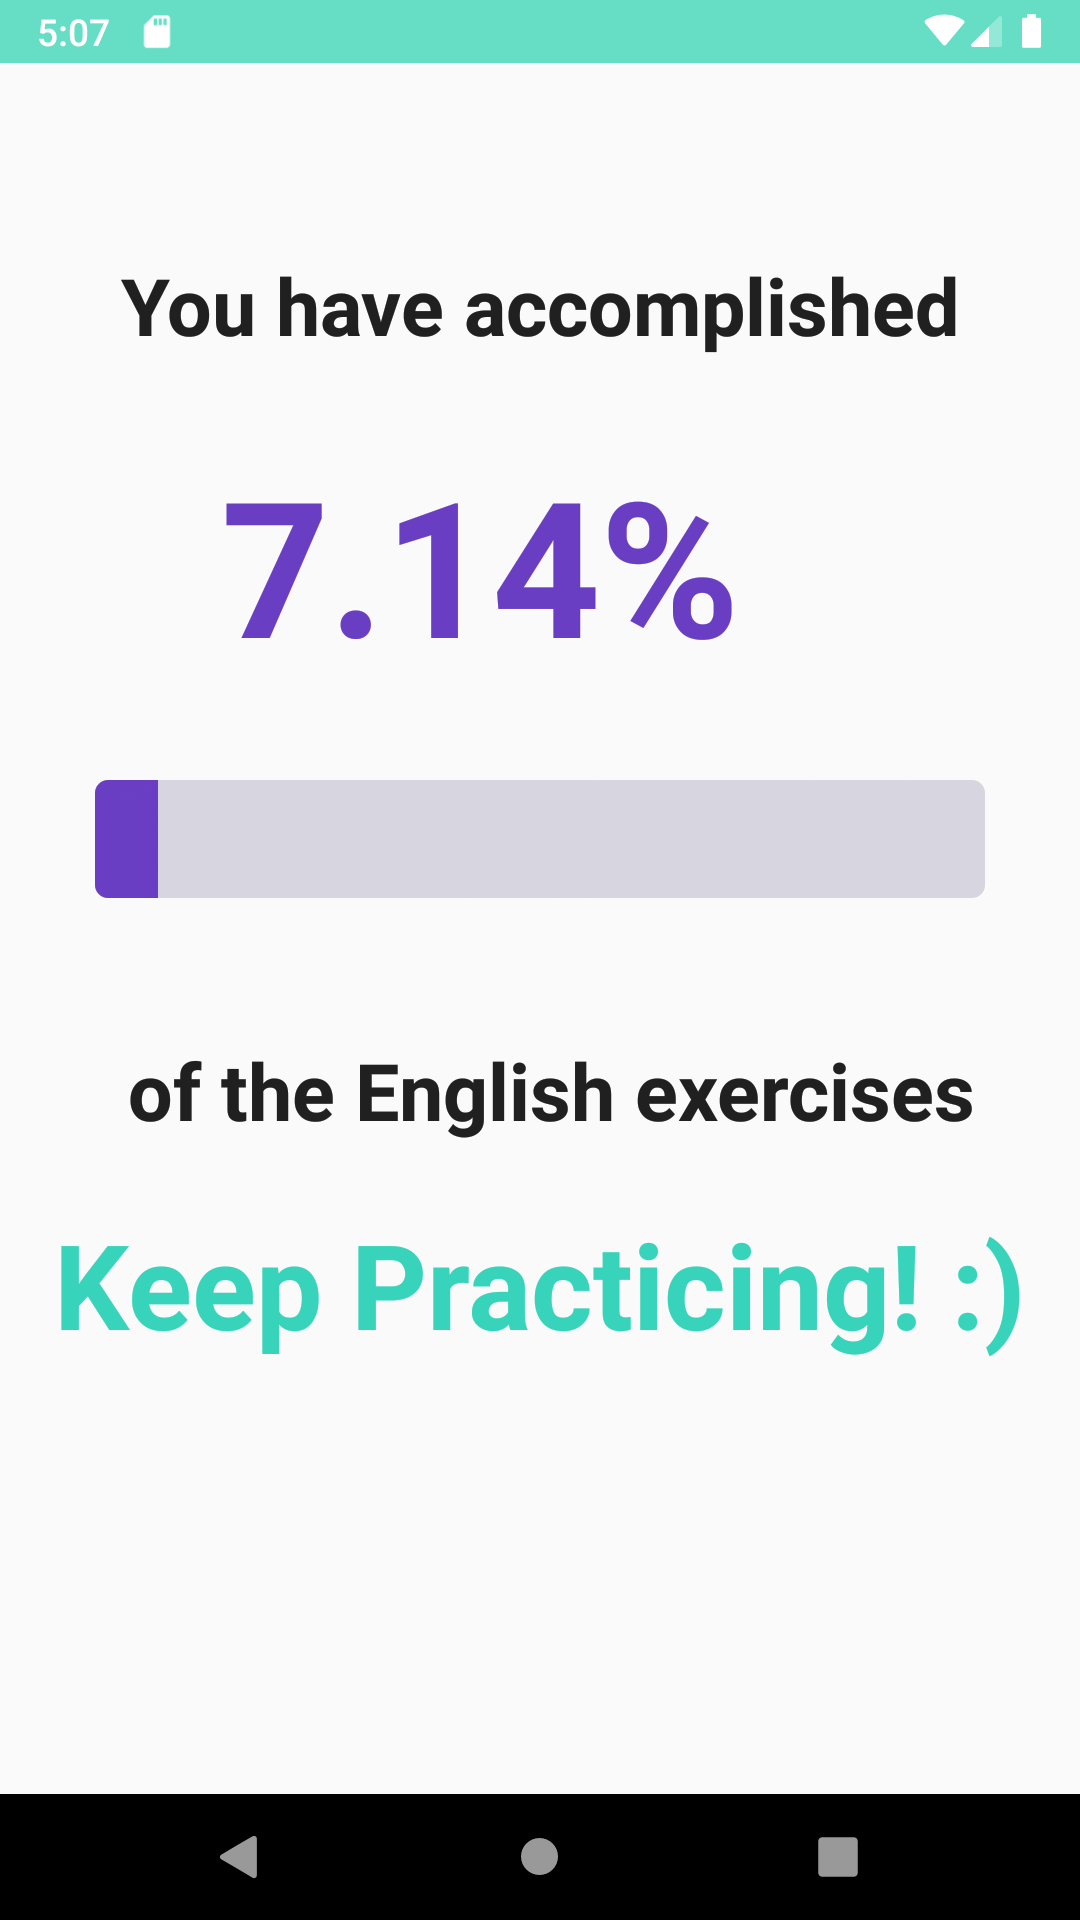 5:07
You have accomplished
7.14%
of the English exercises
Keep Practicing! :)